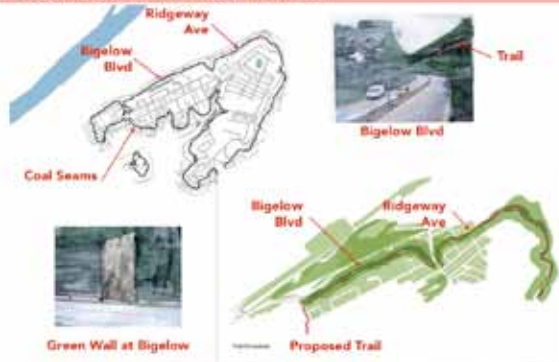 Ridgeway
Ave
Bigelow
Blvd
Coal Seams
Trail
Bigelow Blvd
Green Wall at Bigelow
Bigelow
Blvd
Ridgeway
Ave
Proposed Trail